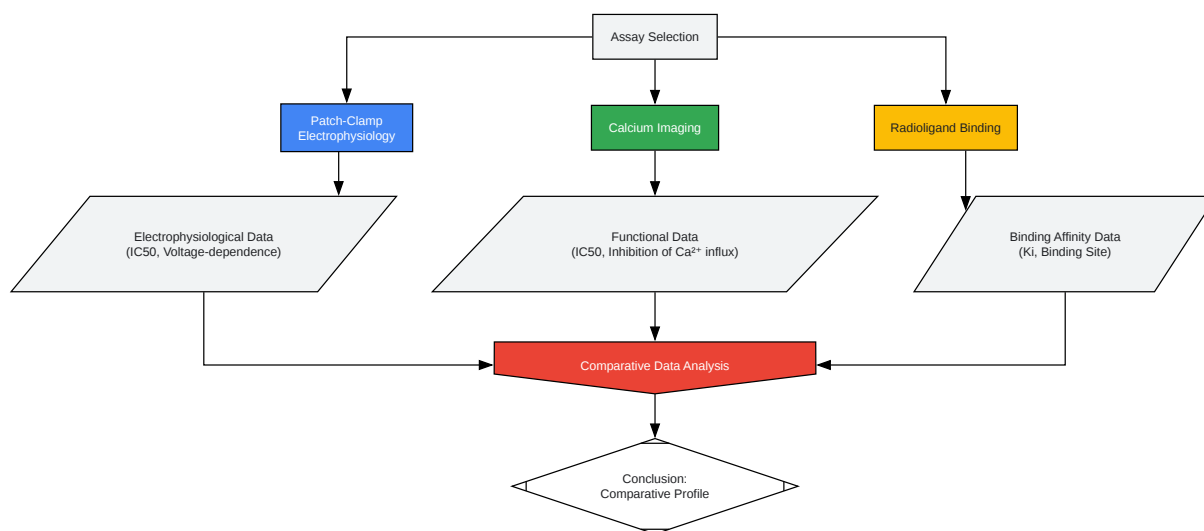 Assay Selection
Patch-Clamp
Electrophysiology
Calcium Imaging
Radioligand Binding
Electrophysiological Data
(IC50, Voltage-dependence)
Functional Data
(IC50, Inhibition of Ca²⁺ influx)
Binding Affinity Data
(Ki, Binding Site)
Comparative Data Analysis
Conclusion:
Comparative Profile